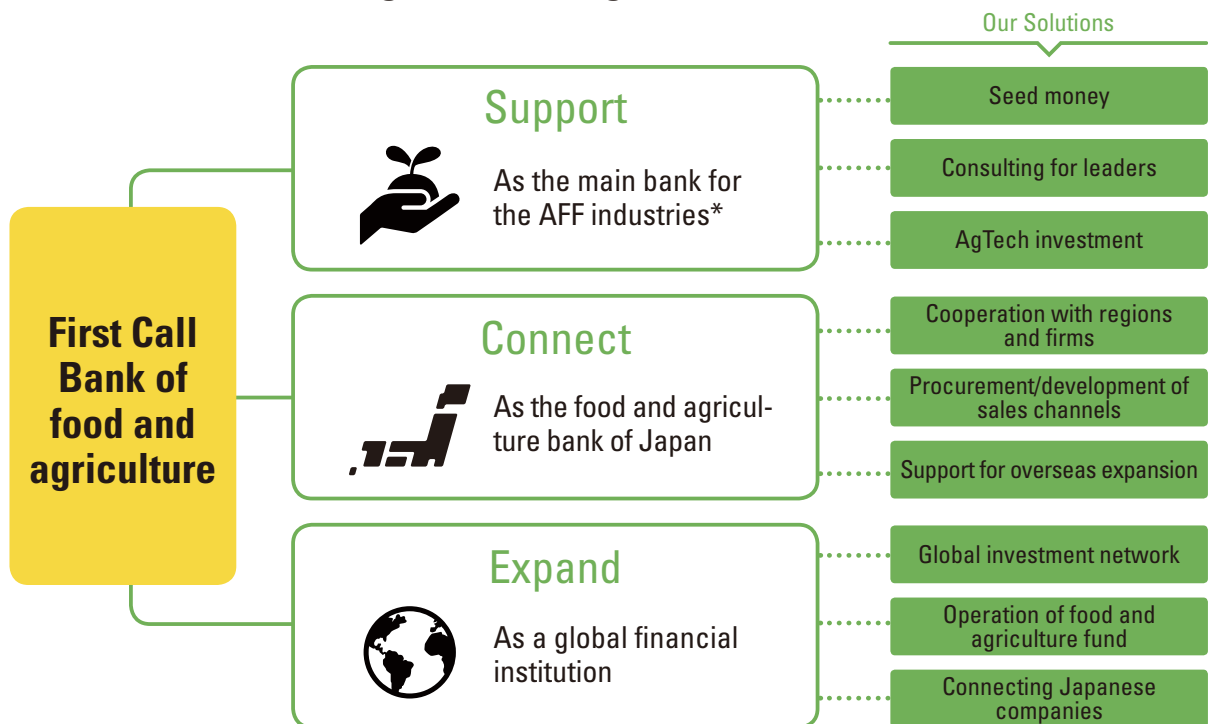 Our Solutions
First Call
Bank of
food and
agriculture
Support
As the main bank for
the AFF industries*
Seed money
Consulting for leaders
AgTech investment
Connect
As the food and agricul-
ture bank of Japan
Cooperation with regions
and firms
Procurement/development of
sales channels
Support for overseas expansion
Expand
As a global financial
institution
Global investment network
Operation of food and
agriculture fund
Connecting Japanese
companies